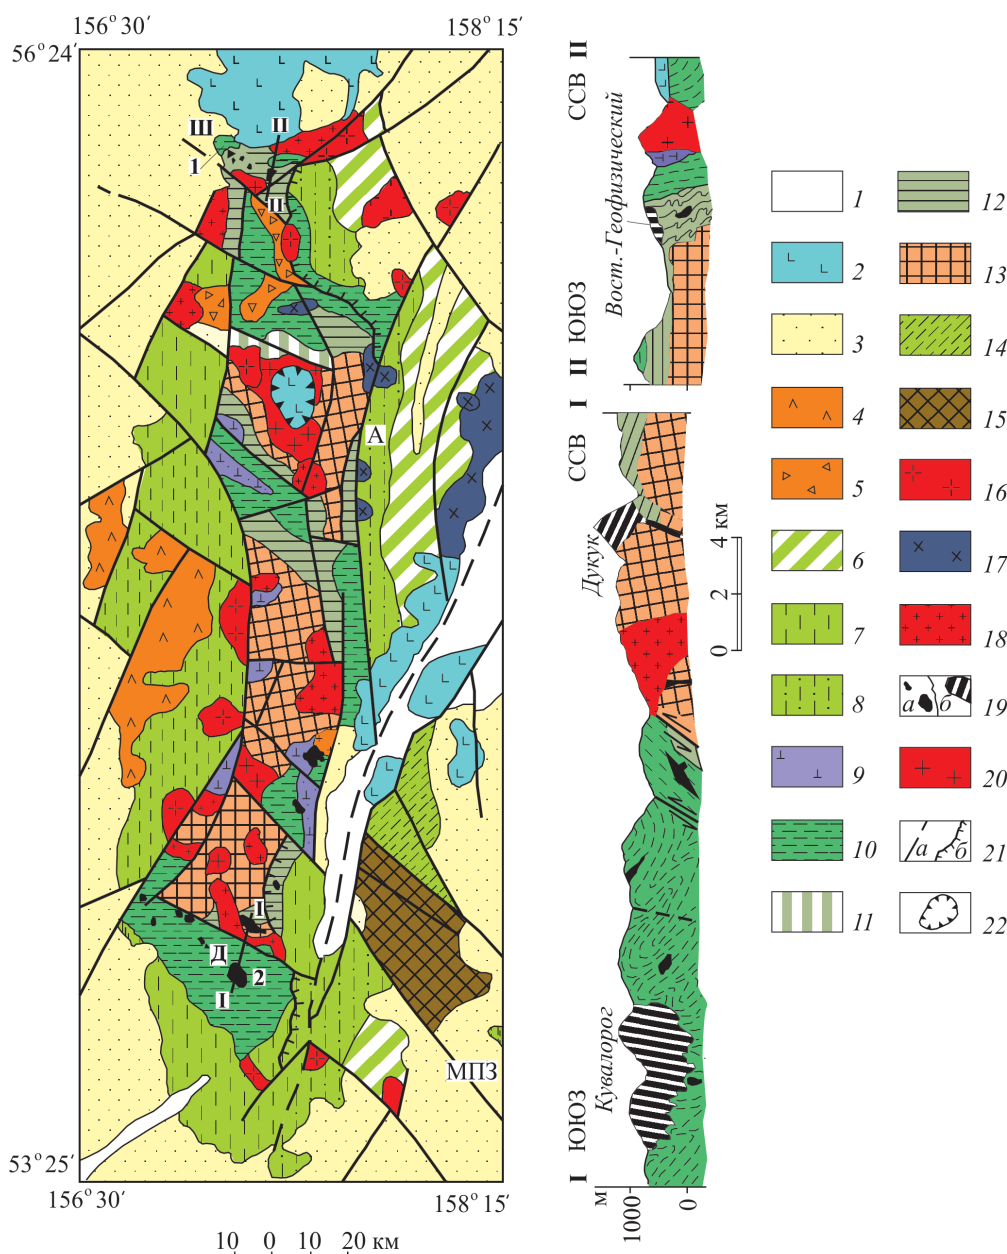 156° 30′
158° 15′
56° 24′
Ш
II
1
II
А
I
Д
2
I
МПЗ
53° 25′
156° 30′
158° 15′
10 0 10 20 км
II
ССВ
Вост.-Геофизический
ЮЮЗ
II
I
ССВ
Дукук
4 км
2
0
Кувалорог
ЮЮЗ
I
м
1000
0
1
2
3
4
5
6
7
8
9
10
11
12
13
14
15
16
17
18
а б 19
20
а б 21
22